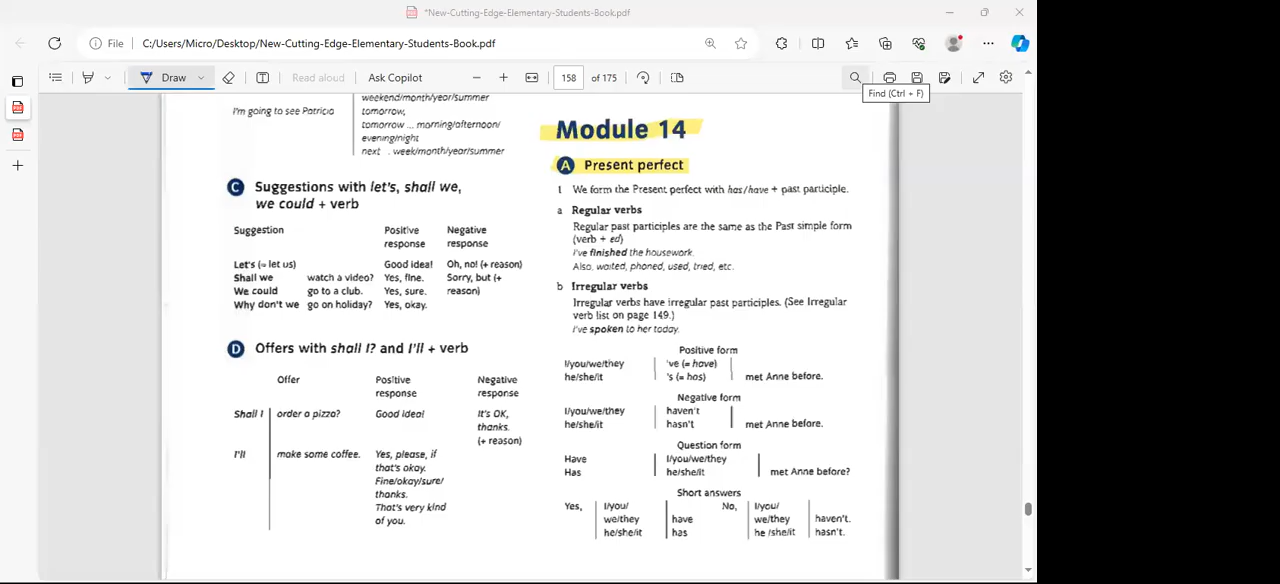 *New-Cutting-Edge-Elementary-Students-Book.pdf
File C:/Users/Micro/Desktop/New-Cutting-Edge-Elementary-Students-Book.pdf
Draw Read aloud Ask Copilot 158 of 175
Find (Ctrl + F)
weekend/month/year/summer
I'm going to see Patricia tomorrow,
tomorrow ... morning/afternoon/
evening/night
next . . week/month/year/summer
C Suggestions with let's, shall we,
we could + verb
Suggestion Positive Negative
response response
Let's (= let us) Good idea! Oh, no! (+ reason)
Shall we watch a video? Yes, fine. Sorry, but (+
We could go to a club. Yes, sure. reason)
Why don't we go on holiday? Yes, okay.
D Offers with shall I? and I'll + verb
Offer Positive Negative
response response
Shall I order a pizza? Good idea! It's OK,
thanks.
(+ reason)
I'll make some coffee. Yes, please, if
that's okay.
Fine/okay/sure/
thanks.
That's very kind
of you.
Module 14
A Present perfect
1 We form the Present perfect with has/have + past participle.
a Regular verbs
Regular past participles are the same as the Past simple form
(verb + ed)
I've finished the housework.
Also, waited, phoned, used, tried, etc.
b Irregular verbs
Irregular verbs have irregular past participles. (See Irregular
verb list on page 149.)
I've spoken to her today.
Positive form
I/you/we/they 've (= have)
he/she/it 's (= has) met Anne before.
Negative form
I/you/we/they haven't
he/she/it hasn't met Anne before.
Question form
Have I/you/we/they
Has he/she/it met Anne before?
Short answers
Yes, I/you/ No, I/you/
we/they have we/they haven't.
he/she/it has he /she/it hasn't.